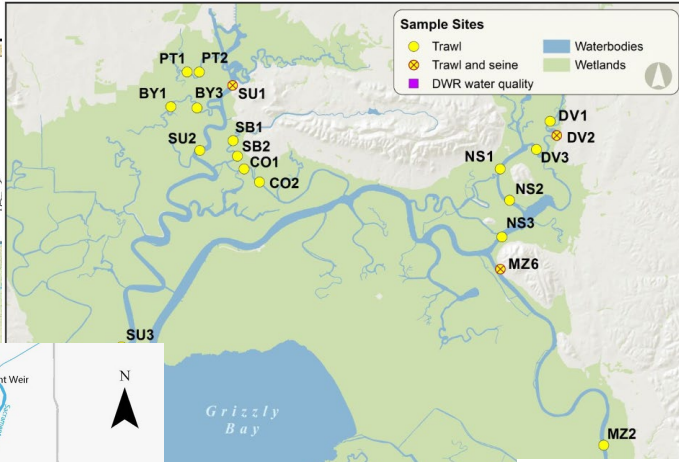 Sample Sites
Trawl
Trawl and seine
DWR water quality
Waterbodies
Wetlands
PT1 PT2
BY1 BY3 SU1
SU2 SB1
SB2
CO1
CO2
DV1
DV2
DV3
NS1
NS2
NS3
MZ6
SU3
nt Weir
N
Grizzly
Bay
MZ2